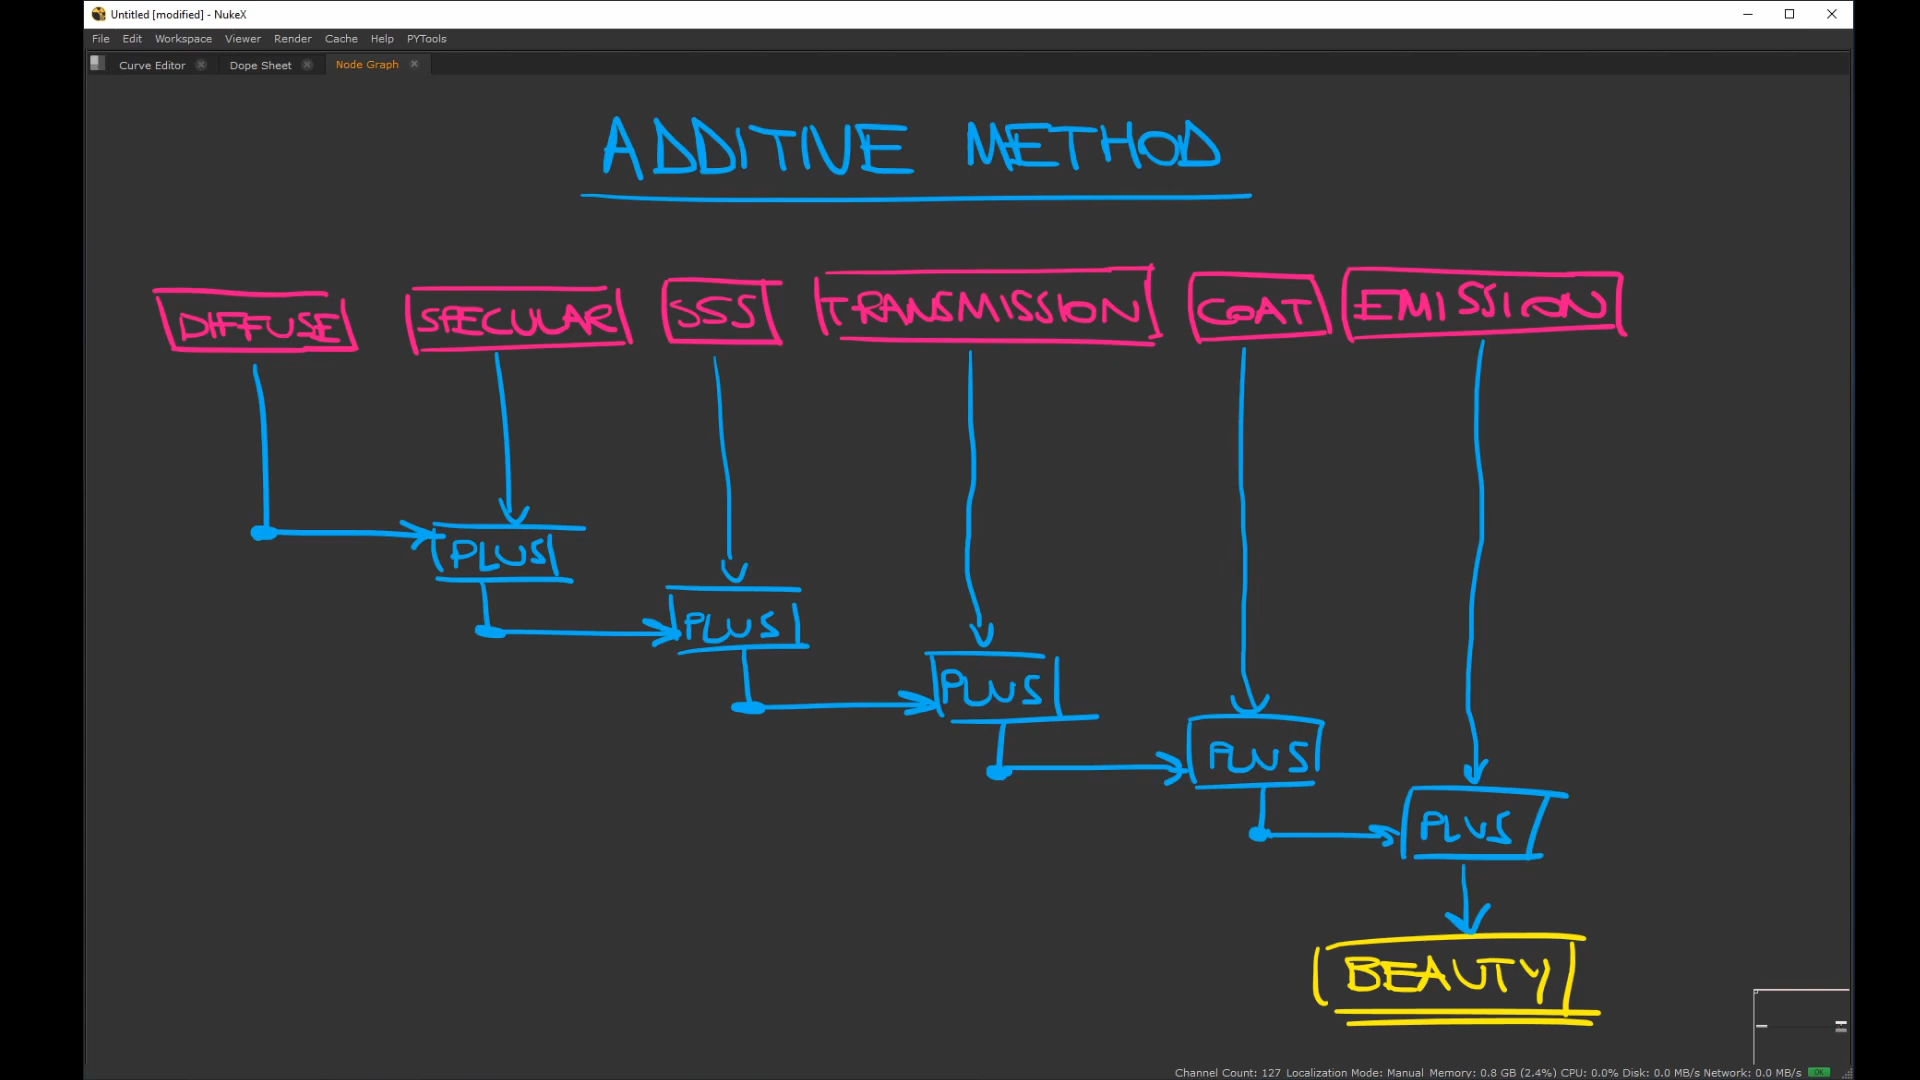 Untitled [modified] - NukeX
File Edit Workspace Viewer Render Cache Help PYTools
Curve Editor Dope Sheet Node Graph
ADDITIVE METHOD
DIFFUSE SPECULAR SSS TRANSMISSION COAT EMISSION
PLUS
PLUS
PLUS
PLUS
PLUS
BEAUTY
Channel Count: 127 Localization Mode: Manual Memory: 0.8 GB (2.4%) CPU: 0.0% Disk: 0.0 MB/s Network: 0.0 MB/s OK